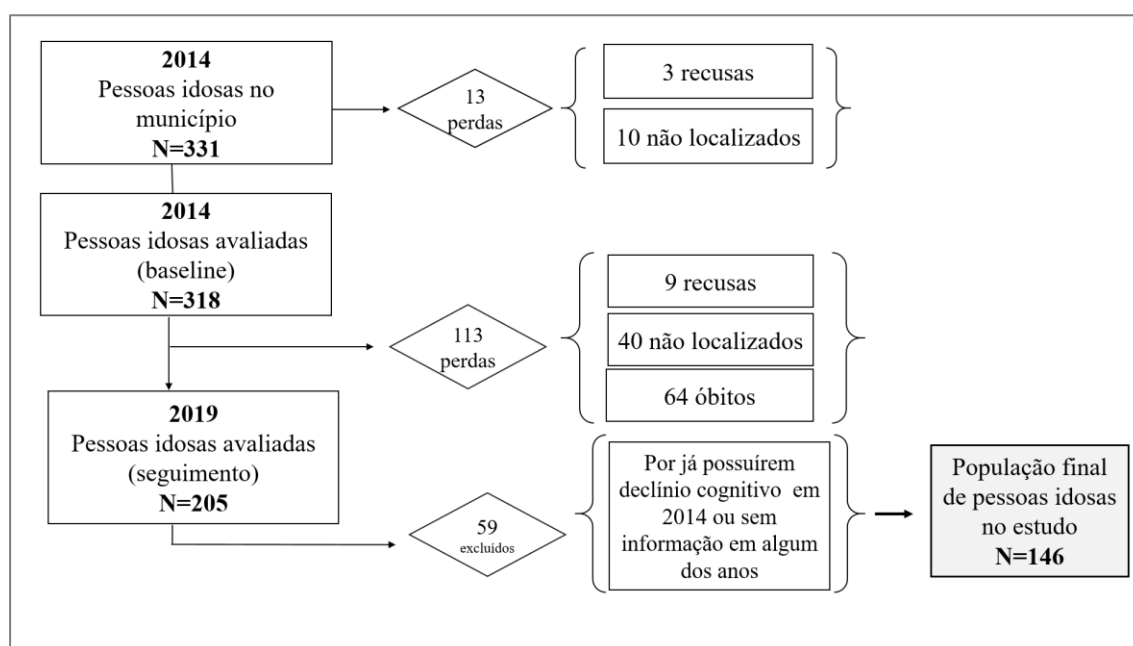 2014
Pessoas idosas no
município
N=331
13
perdas
3 recusas
10 não localizados
2014
Pessoas idosas avaliadas
(baseline)
N=318
113
perdas
9 recusas
40 não localizados
64 óbitos
2019
Pessoas idosas avaliadas
(seguimento)
N=205
59
excluídos
Por já possuírem
declínio cognitivo em
2014 ou sem
informação em algum
dos anos
População final
de pessoas idosas
no estudo
N=146